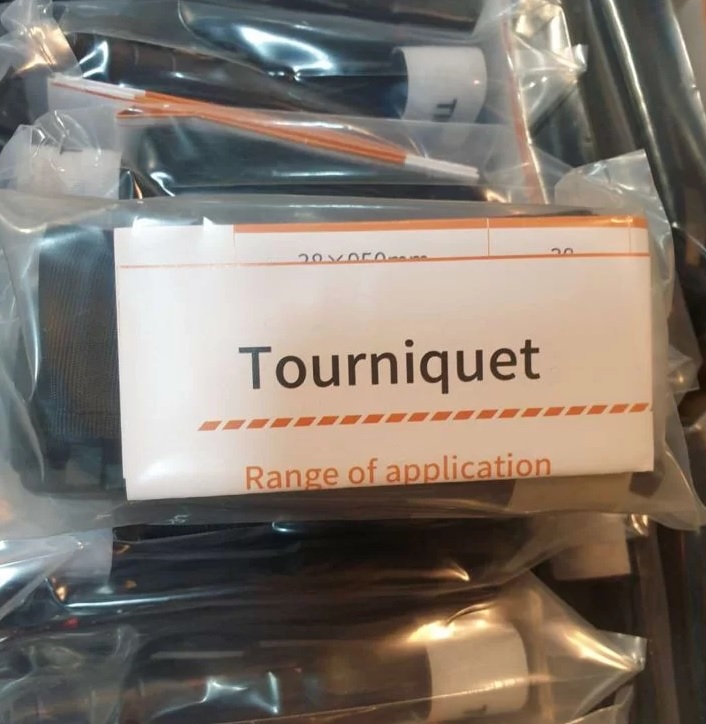 Tourniquet
Range of application